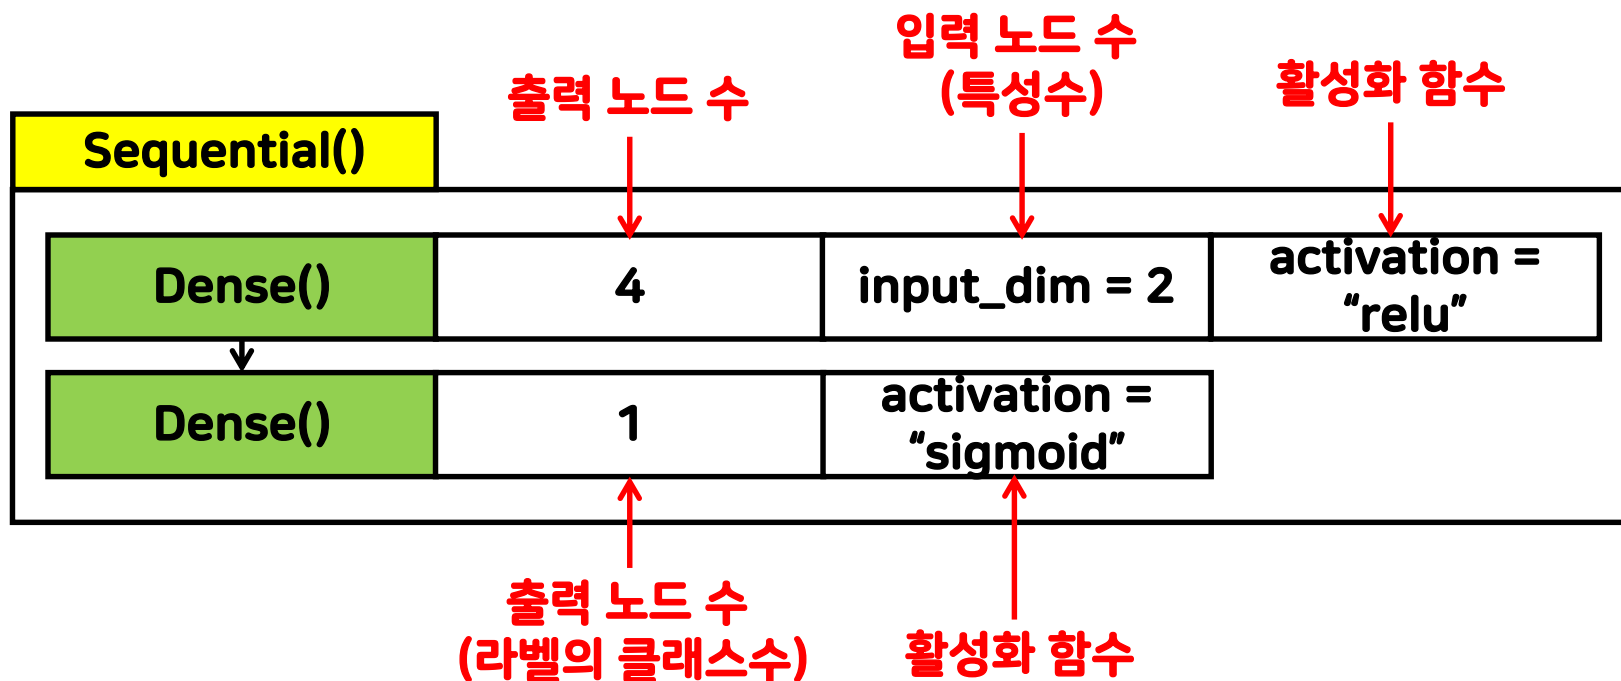 입력 노드 수
(특성수)
출력 노드 수
활성화 함수
Sequential()
Dense()
4
input_dim = 2
activation =
“relu”
Dense()
1
activation =
“sigmoid”
출력 노드 수
(라벨의 클래스수)
활성화 함수